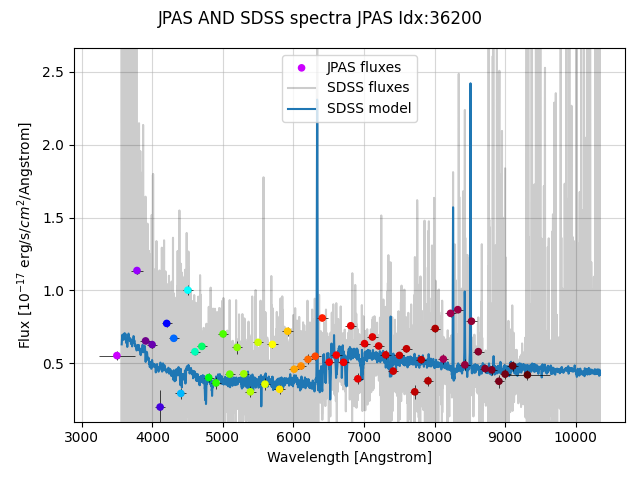 JPAS AND SDSS spectra JPAS Idx:36200
JPAS fluxes
SDSS fluxes
SDSS model
Flux [10⁻¹⁷ erg/s/cm²/Angstrom]
2.5
2.0
1.5
1.0
0.5
3000 4000 5000 6000 7000 8000 9000 10000
Wavelength [Angstrom]